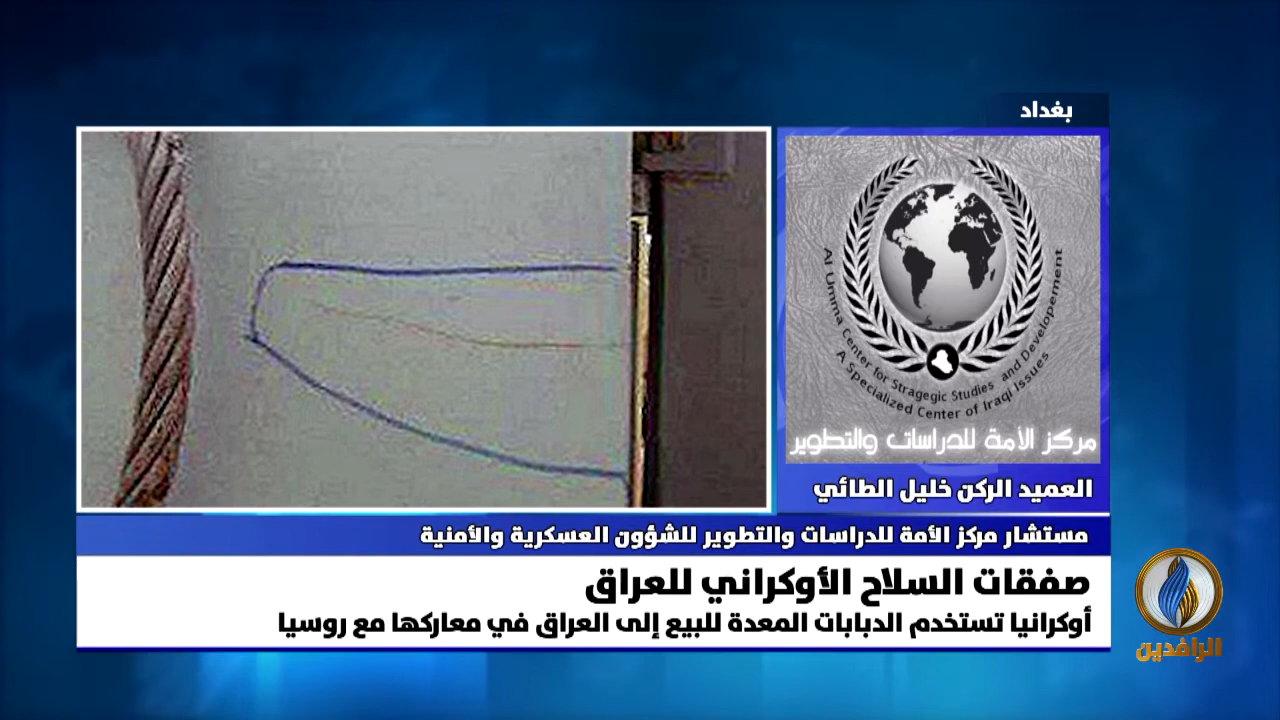 بغداد
Al Umma Center for Stragegic Studies and Developement
A Specialized Center of Iraqi Issues
مركز الأمة للدراسات والتطوير
العميد الركن خليل الطائي
مستشار مركز الأمة للدراسات والتطوير للشؤون العسكرية والأمنية
صفقات السلاح الأوكراني للعراق
أوكرانيا تستخدم الدبابات المعدة للبيع إلى العراق في معاركها مع روسيا
الرافدين